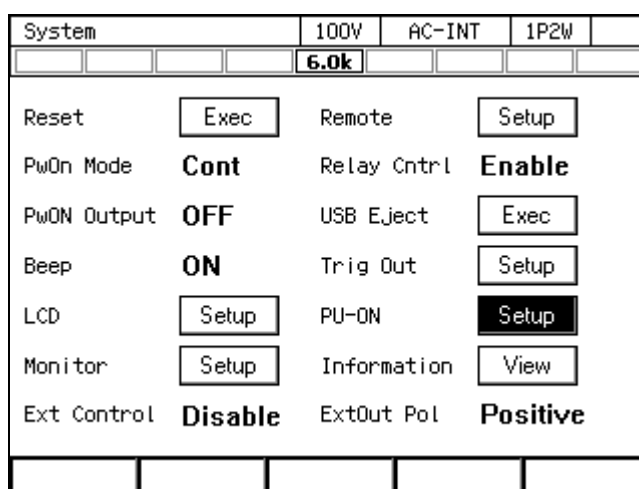 System 100V AC-INT 1P2W
6.0k
Reset Exec Remote Setup
PwOn Mode Cont Relay Cntrl Enable
PwON Output OFF USB Eject Exec
Beep ON Trig Out Setup
LCD Setup PU-ON Setup
Monitor Setup Information View
Ext Control Disable ExtOut Pol Positive